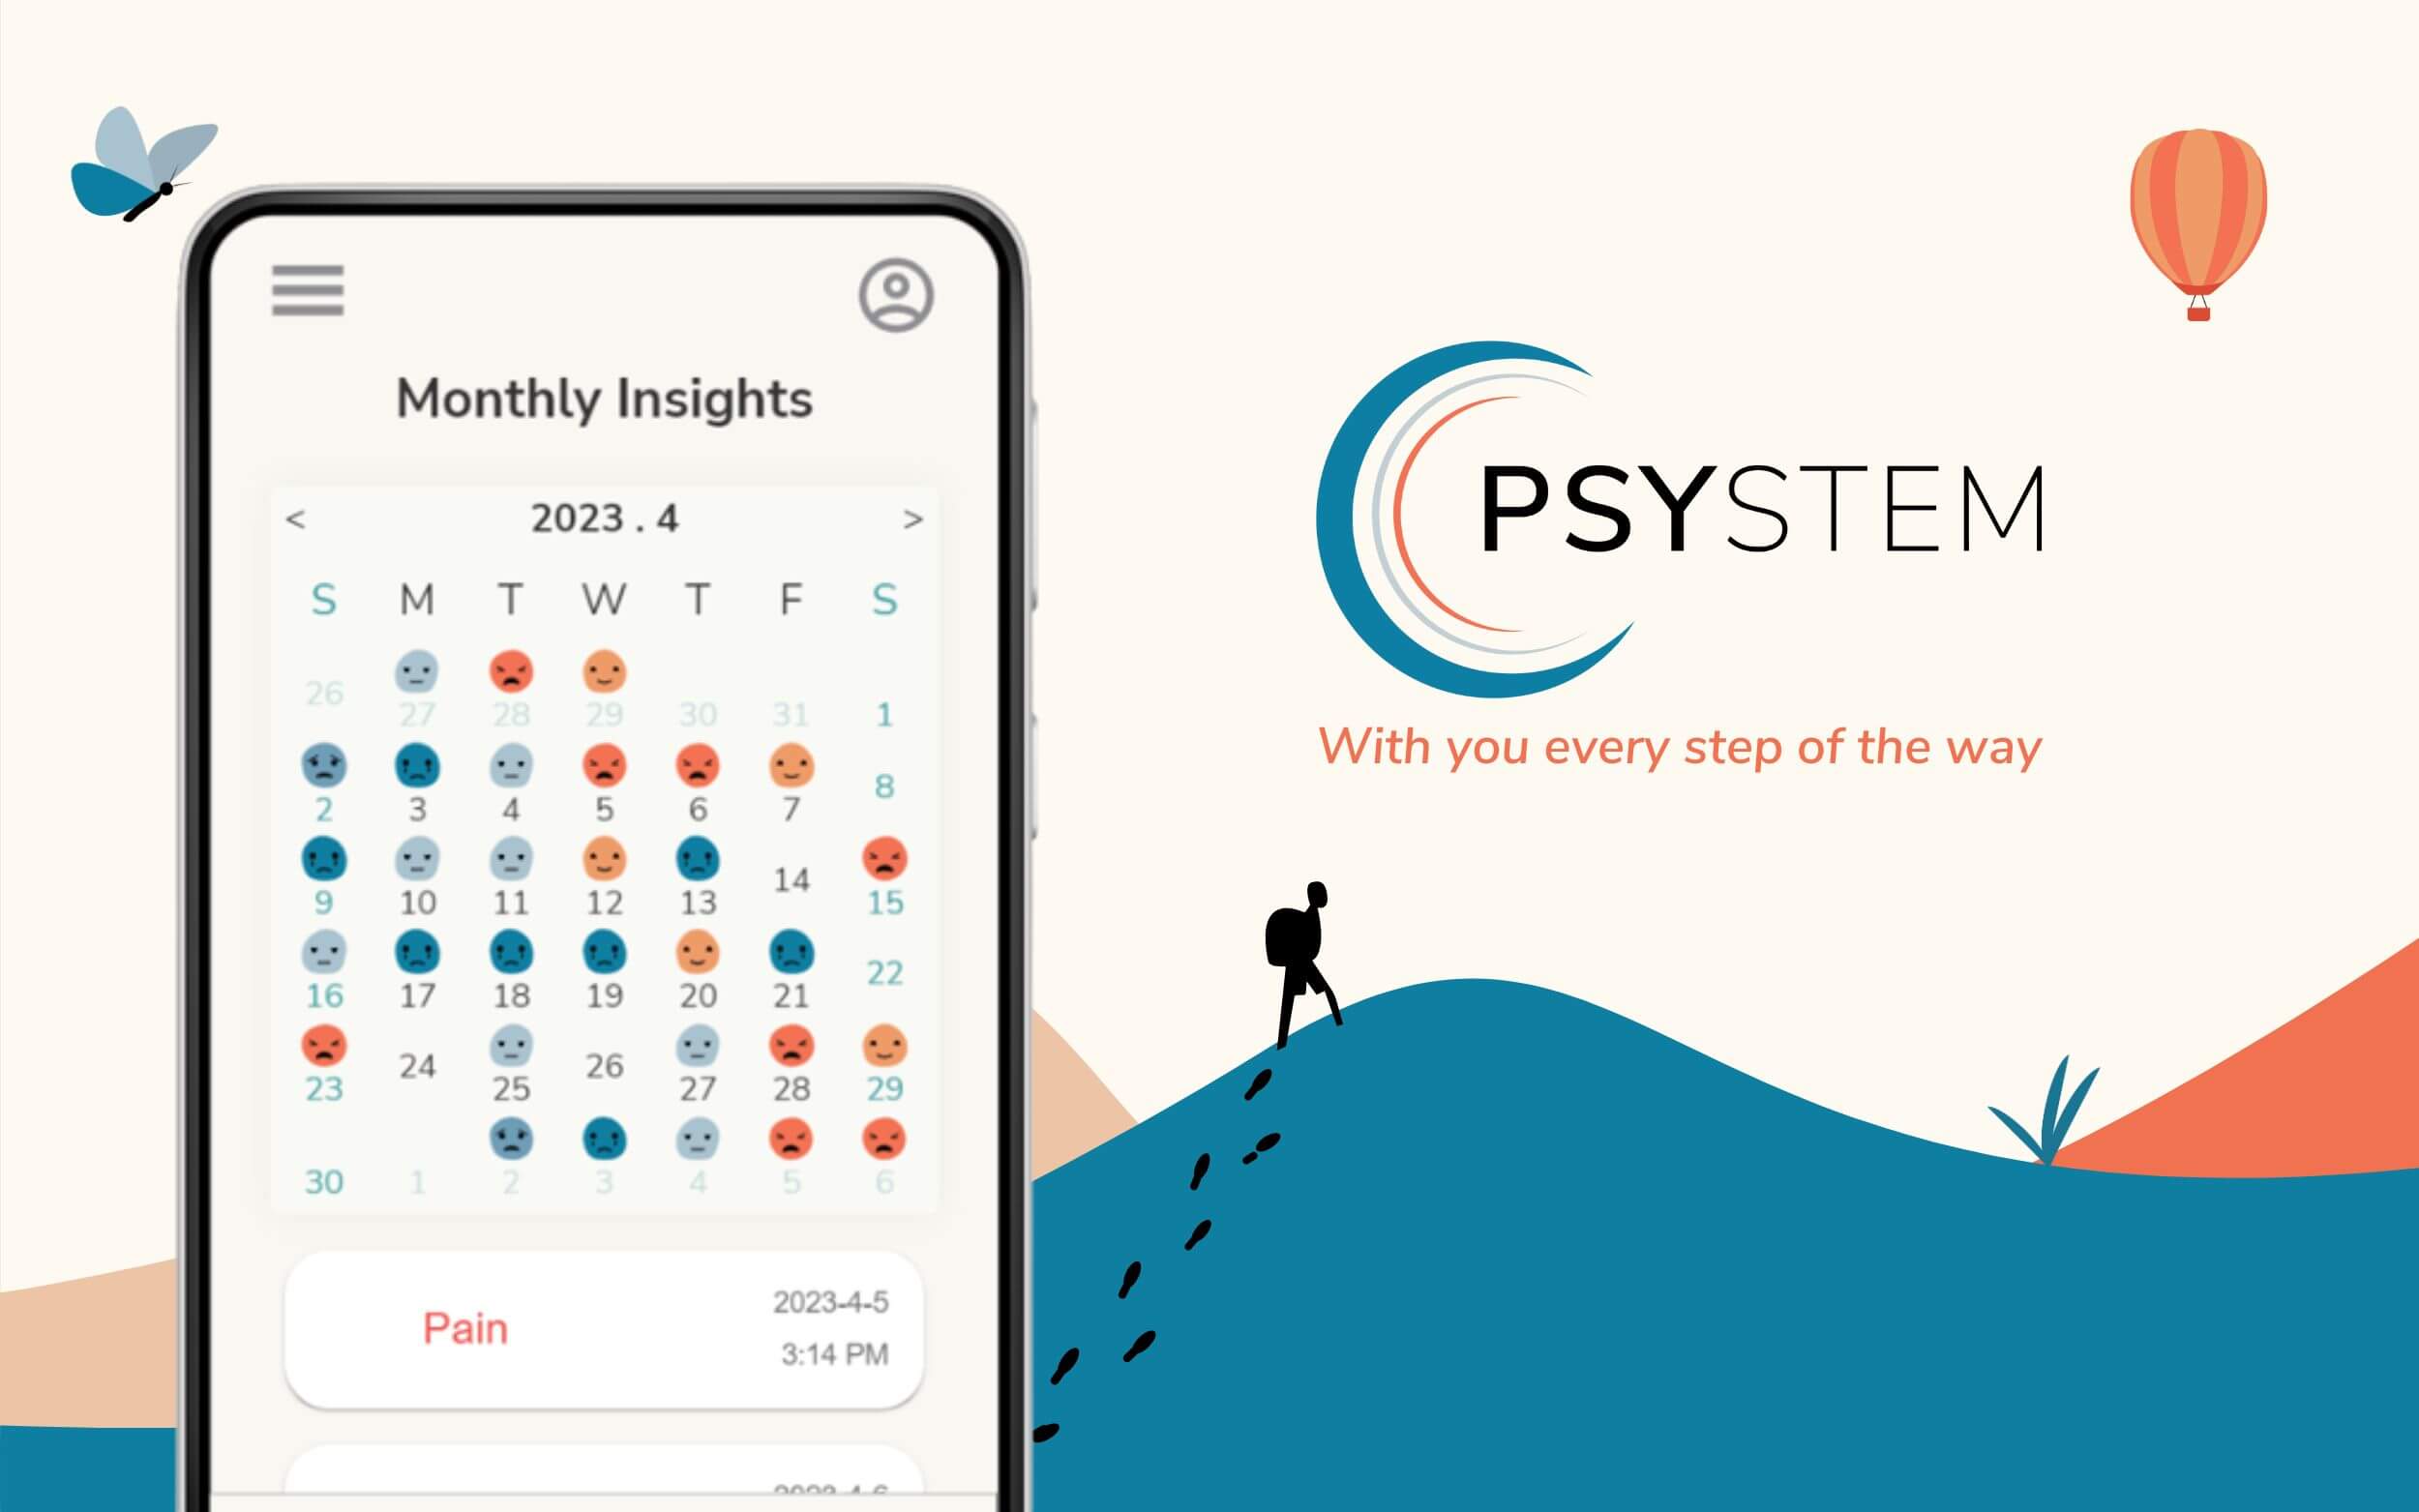 Monthly Insights
< 2023 . 4 >
S M T W T F S
26 27 28 29 30 31 1
2 3 4 5 6 7 8
9 10 11 12 13 14 15
16 17 18 19 20 21 22
23 24 25 26 27 28 29
30 1 2 3 4 5 6
Pain
2023-4-5
3:14 PM
2023-4-6
PSYSTEM
With you every step of the way